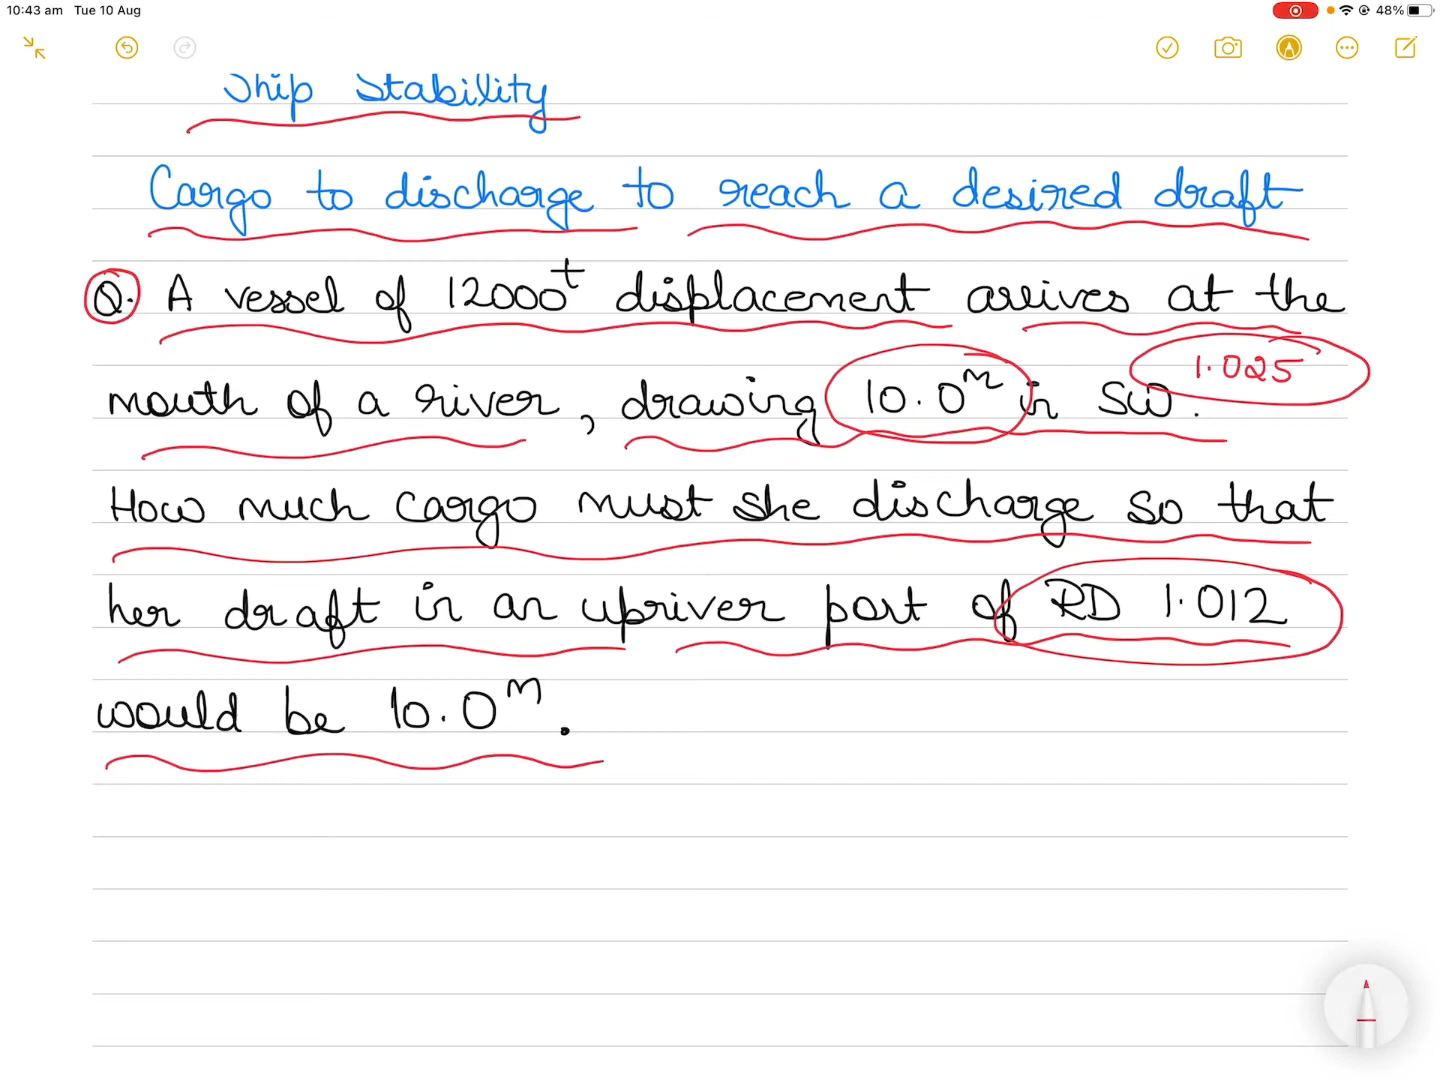 10:43 am Tue 10 Aug
48%
Ship Stability
Cargo to discharge to reach a desired draft
Q. A vessel of 12000t displacement arrives at the
1.025
mouth of a river, drawing 10.0m in SW.
How much cargo must she discharge so that
her draft in an upriver port of RD 1.012
would be 10.0m.